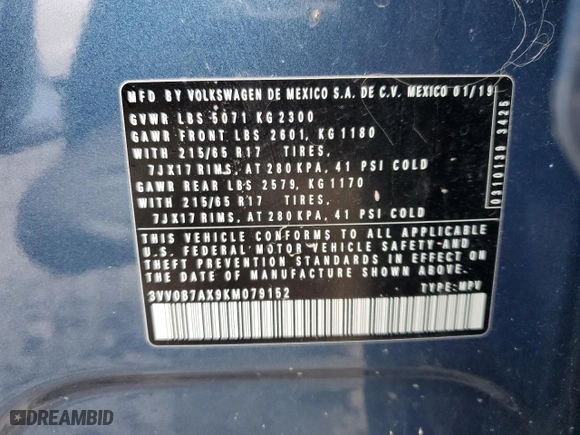 MFD BY VOLKSWAGEN DE MEXICO S.A. DE C.V. MEXICO 01/19
GVWR LBS 5071 KG 2300
GAWR FRONT LBS 2601, KG 1180
WITH 215/65 R17 TIRES,
7JX17 RIMS, AT 280 KPA, 41 PSI COLD
GAWR REAR LBS 2579, KG 1170
WITH 215/65 R17 TIRES,
7JX17 RIMS, AT 280 KPA, 41 PSI COLD
THIS VEHICLE CONFORMS TO ALL APPLICABLE
U.S. FEDERAL MOTOR VEHICLE SAFETY-AND
THEFT PREVENTION STANDARDS IN EFFECT ON
THE DATE OF MANUFACTURE SHOWN ABOVE
3VV0B7AX9KM079152 TYPE: MPV
0310130 3425
DREAMBID